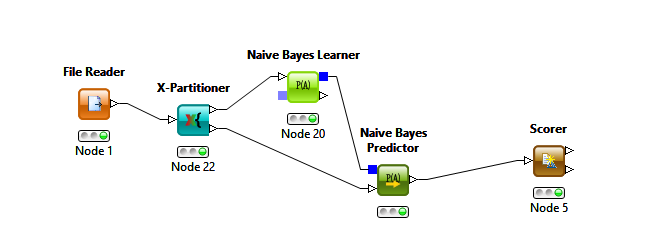 File Reader
Node 1
X-Partitioner
X{
Node 22
Naive Bayes Learner
P(A)
Node 20
Naive Bayes
Predictor
P(A)
Scorer
Node 5